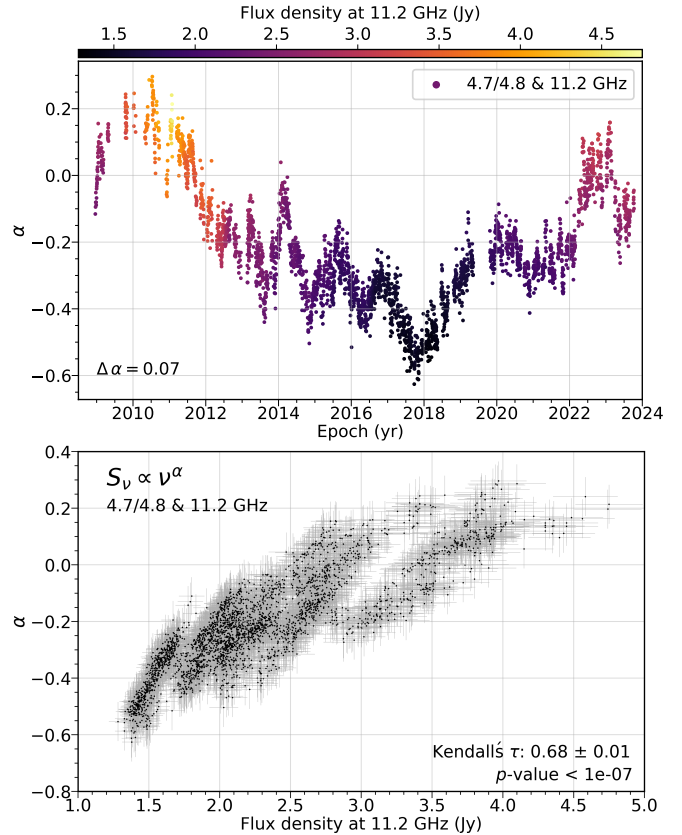 Flux density at 11.2 GHz (Jy)
1.5 2.0 2.5 3.0 3.5 4.0 4.5
4.7/4.8 & 11.2 GHz
0.2
0.0
−0.2
−0.4
−0.6
α
Δ α = 0.07
2010 2012 2014 2016 2018 2020 2022 2024
Epoch (yr)
0.4
0.2
0.0
−0.2
−0.4
−0.6
−0.8
α
Sν ∝ ν^α
4.7/4.8 & 11.2 GHz
Kendallś τ: 0.68 ± 0.01
p-value < 1e-07
1.0 1.5 2.0 2.5 3.0 3.5 4.0 4.5 5.0
Flux density at 11.2 GHz (Jy)